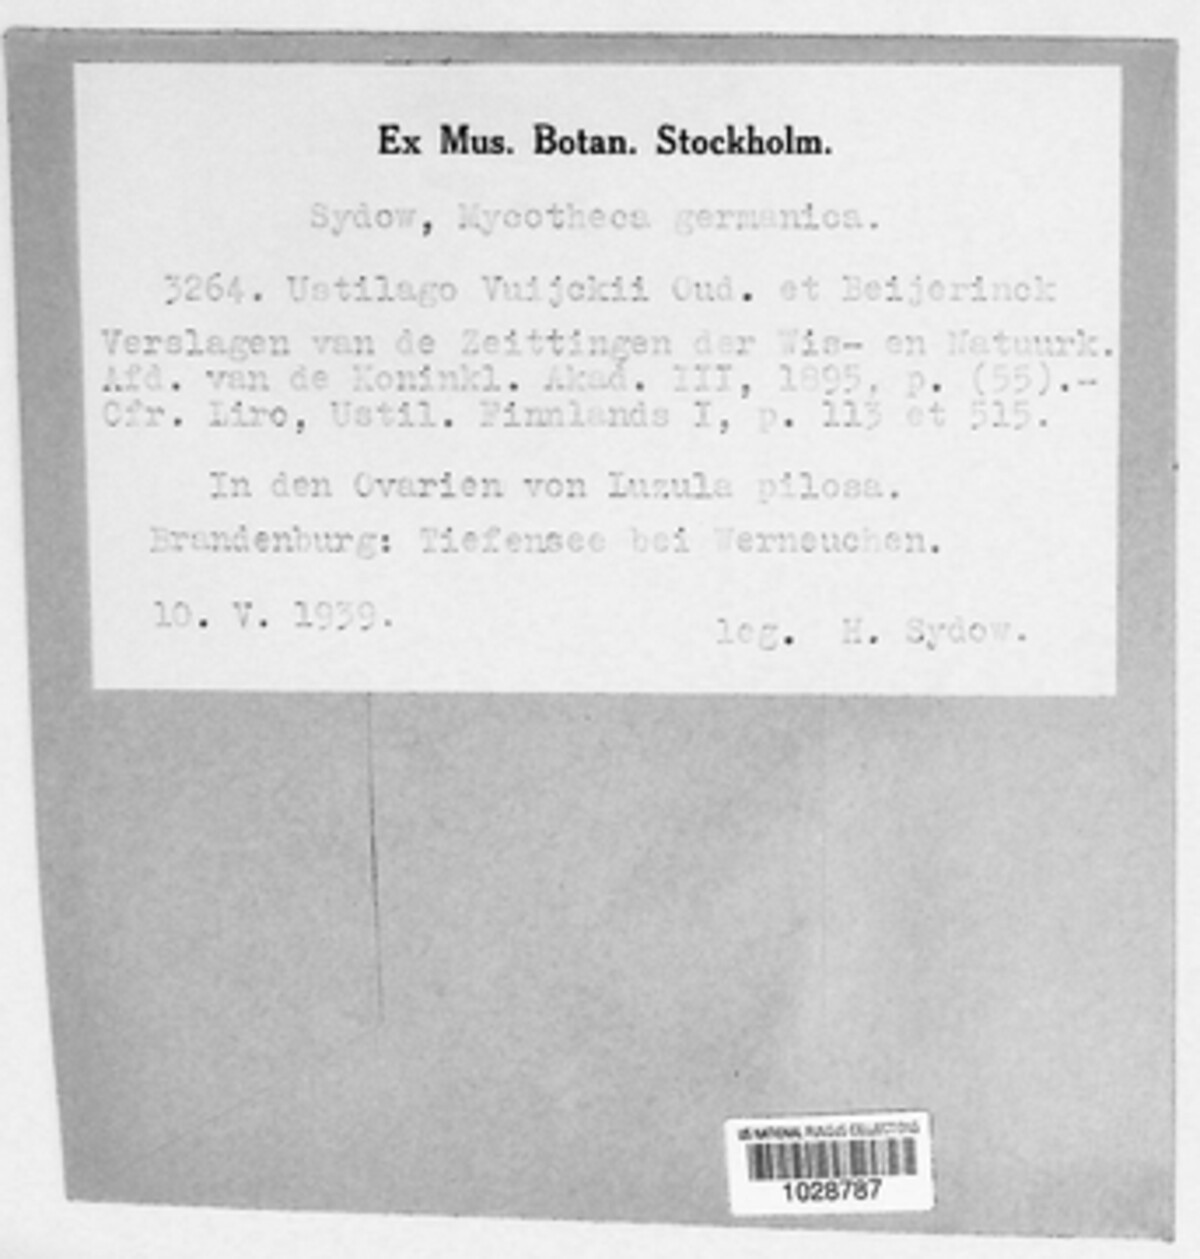 Ex Mus. Botan. Stockholm.
Sydow, Mycotheca germanica.
3264. Ustilago Vuijckii Oud. et Beijerinck
Verslagen van de Zeittingen der Wis- en Natuurk.
Afd. van de Koninkl. Akad. III, 1895, p. (55).-
Cfr. Liro, Ustil. Finnlands I, p. 113 et 515.
In den Ovarien von Luzula pilosa.
Brandenburg: Tiefensee bei Werneuchen.
10. V. 1939.
leg. H. Sydow.
US NATIONAL FUNGUS COLLECTIONS
1028787